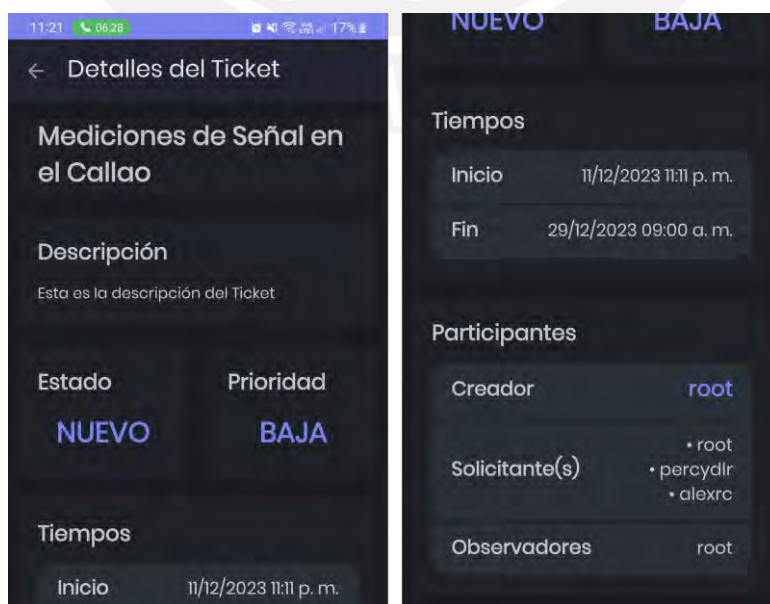 11:21 06:28 17%
← Detalles del Ticket
Mediciones de Señal en
el Callao
Descripción
Esta es la descripción del Ticket
Estado Prioridad
NUEVO BAJA
Tiempos
Inicio 11/12/2023 11:11 p. m.
NUEVO BAJA
Tiempos
Inicio 11/12/2023 11:11 p. m.
Fin 29/12/2023 09:00 a. m.
Participantes
Creador root
• root
Solicitante(s) • percydlr
• alexrc
Observadores root